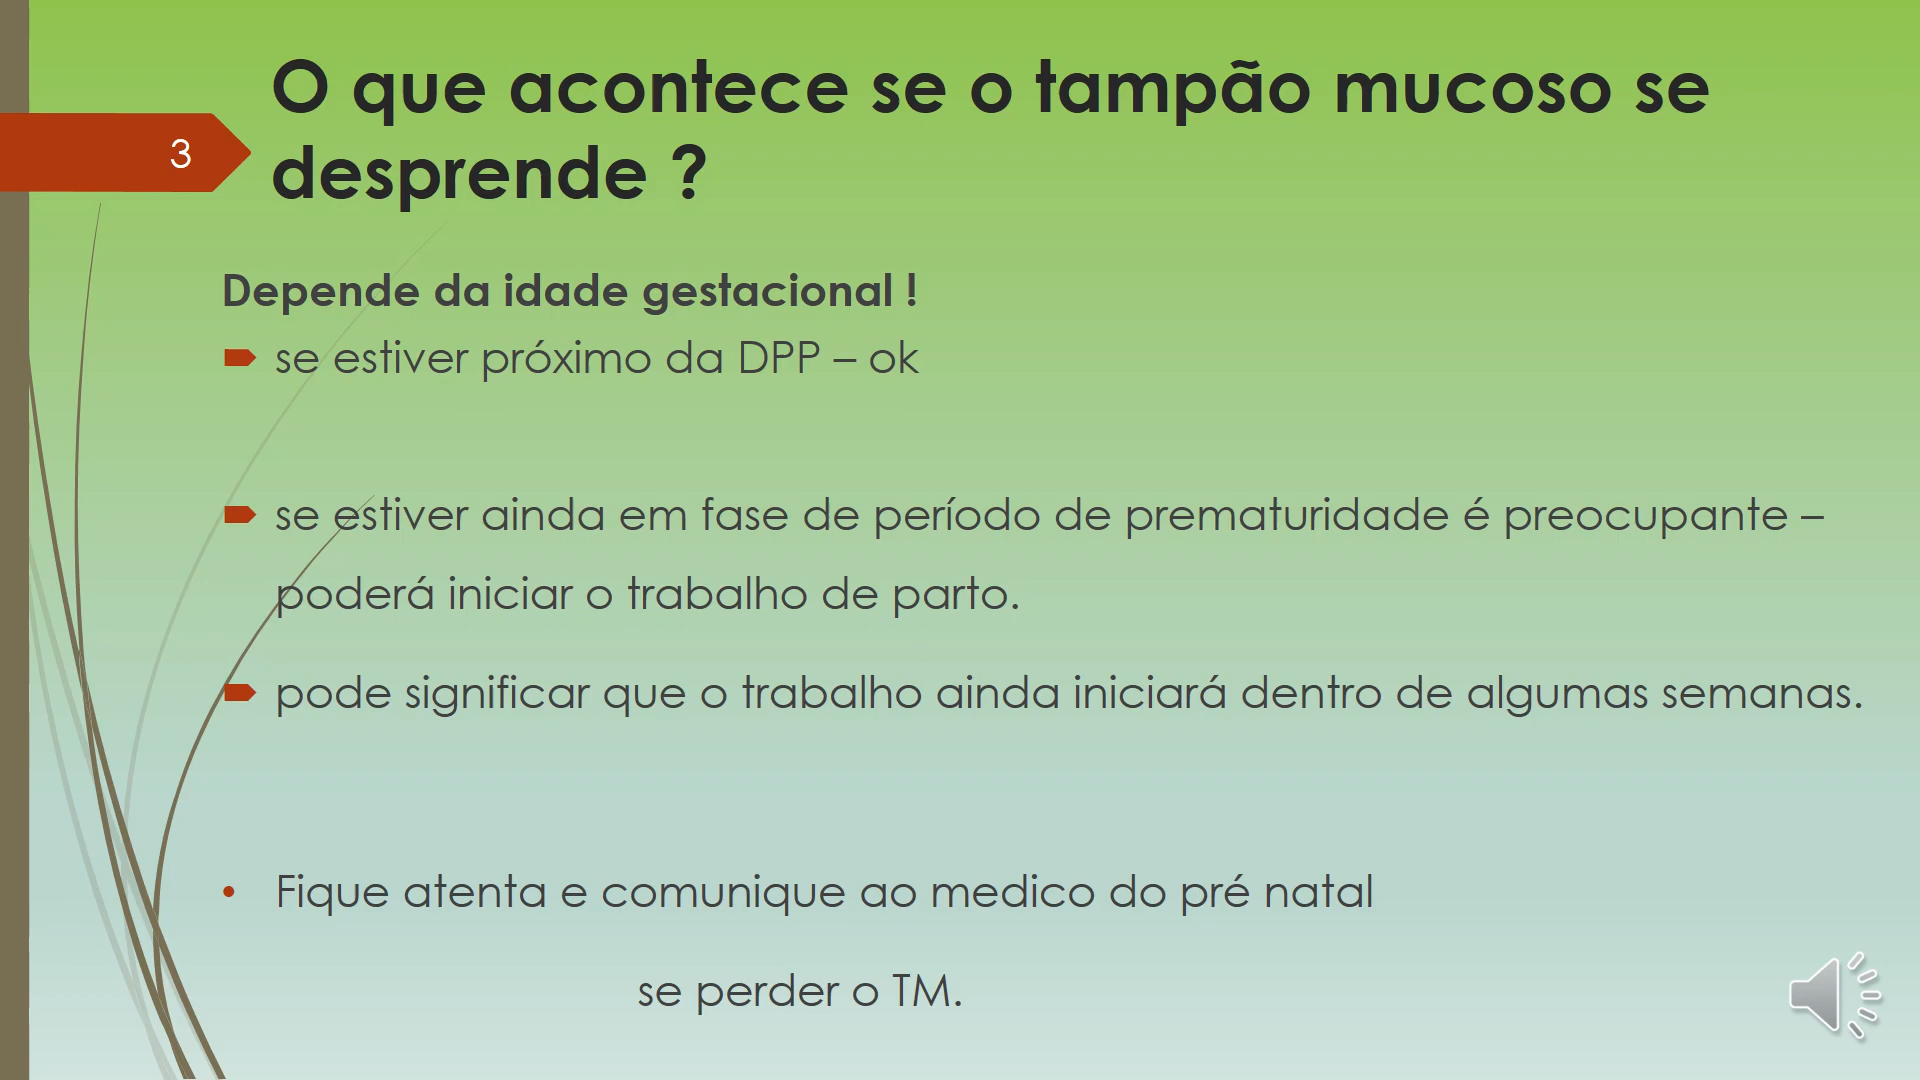 3
O que acontece se o tampão mucoso se
desprende ?
Depende da idade gestacional !
se estiver próximo da DPP – ok
se estiver ainda em fase de período de prematuridade é preocupante –
poderá iniciar o trabalho de parto.
pode significar que o trabalho ainda iniciará dentro de algumas semanas.
• Fique atenta e comunique ao medico do pré natal
se perder o TM.